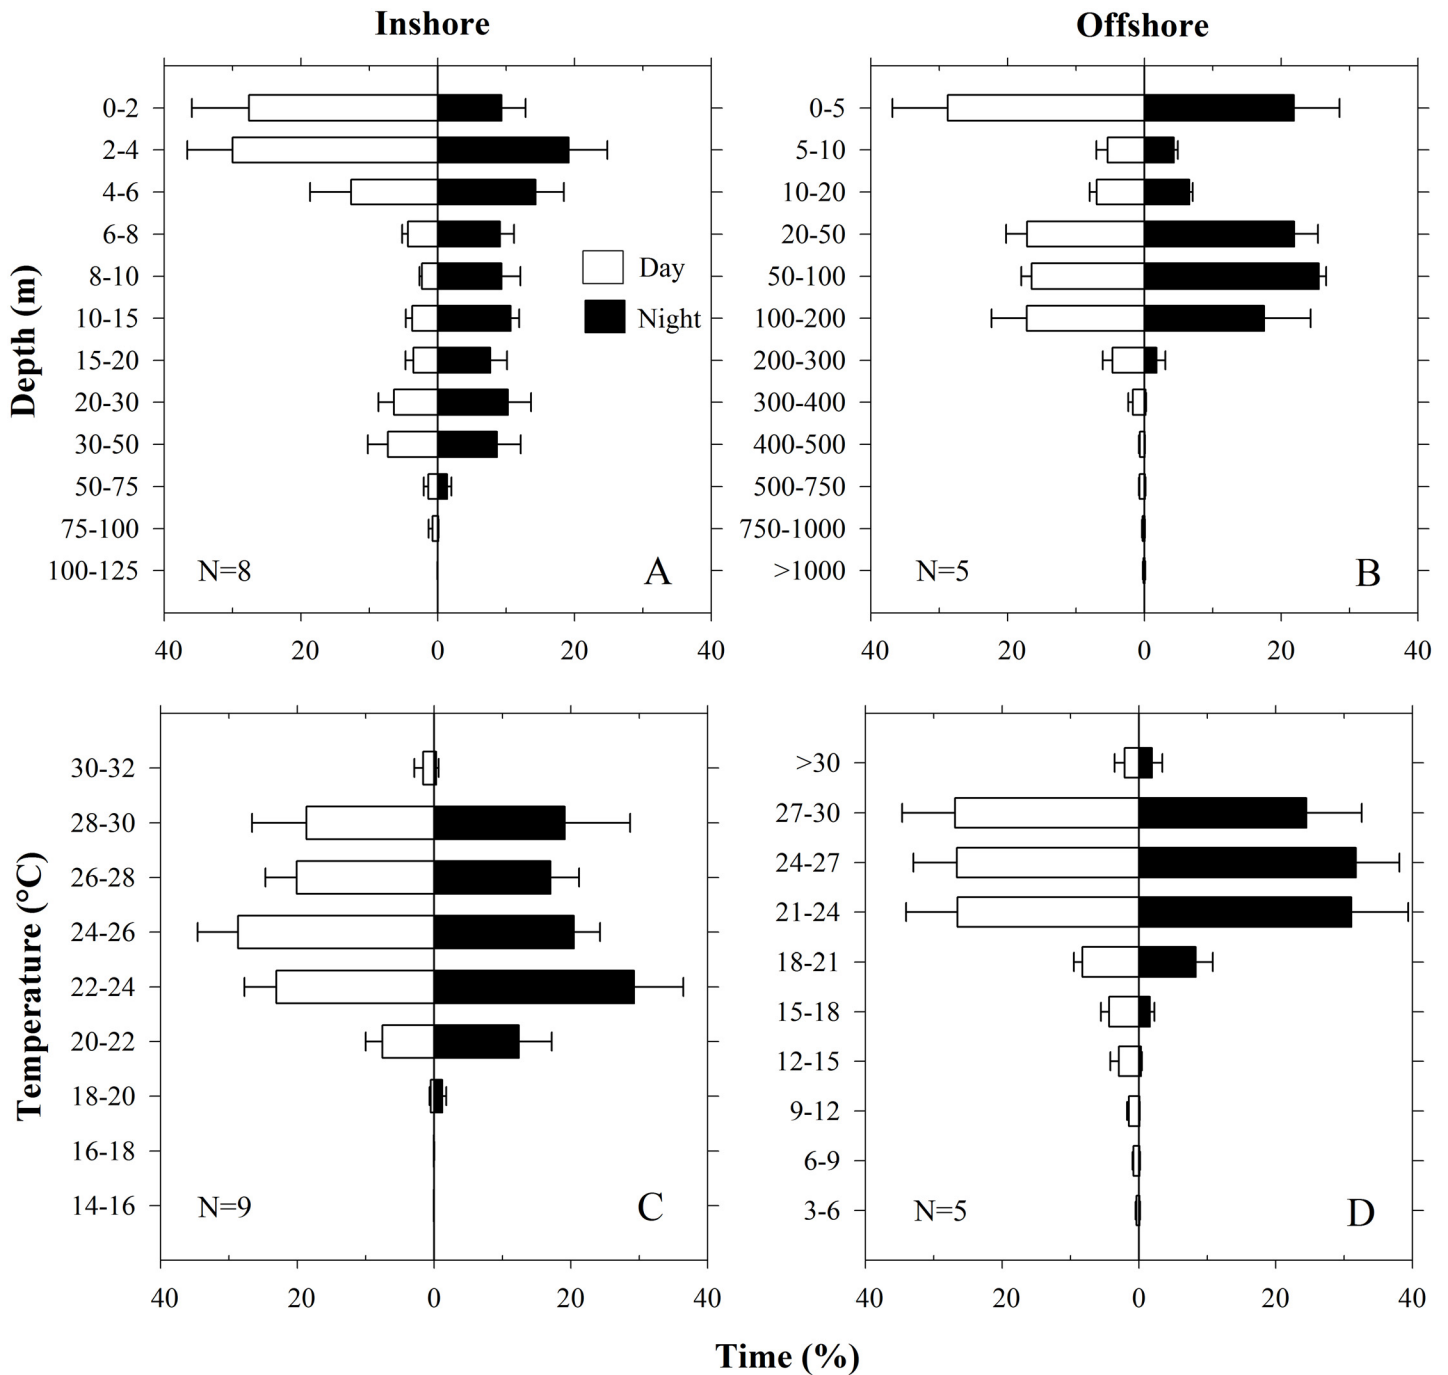 Inshore
Offshore
Depth (m)
0-2
2-4
4-6
6-8
8-10
10-15
15-20
20-30
30-50
50-75
75-100
100-125
Day
Night
N=8
A
40 20 0 20 40
0-5
5-10
10-20
20-50
50-100
100-200
200-300
300-400
400-500
500-750
750-1000
>1000
N=5
B
40 20 0 20 40
Temperature (°C)
30-32
28-30
26-28
24-26
22-24
20-22
18-20
16-18
14-16
N=9
C
40 20 0 20 40
>30
27-30
24-27
21-24
18-21
15-18
12-15
9-12
6-9
3-6
N=5
D
40 20 0 20 40
Time (%)